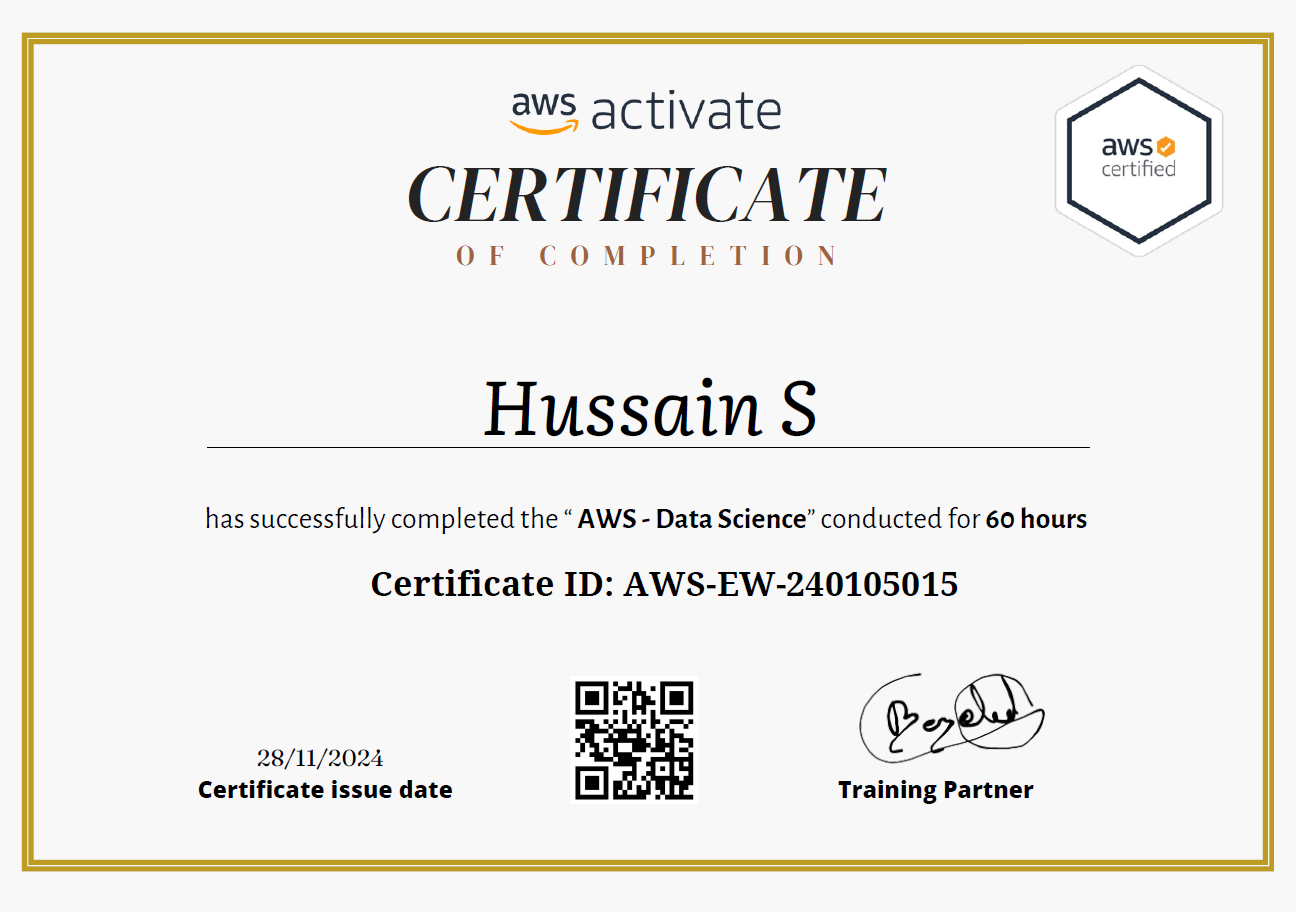 aws activate
CERTIFICATE
OF COMPLETION
aws
certified
Hussain S
has successfully completed the “ AWS - Data Science” conducted for 60 hours
Certificate ID: AWS-EW-240105015
28/11/2024
Certificate issue date
Training Partner